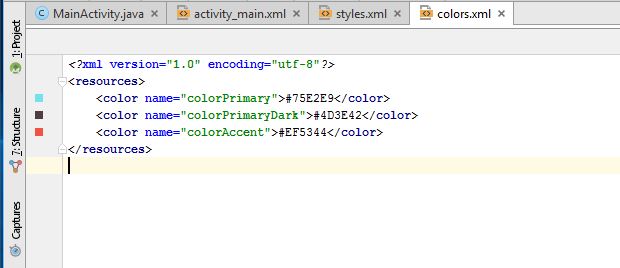 MainActivity.java
activity_main.xml
styles.xml
colors.xml
1: Project
7: Structure
Captures
<?xml version="1.0" encoding="utf-8"?>
<resources>
<color name="colorPrimary">#75E2E9</color>
<color name="colorPrimaryDark">#4D3E42</color>
<color name="colorAccent">#EF5344</color>
</resources>